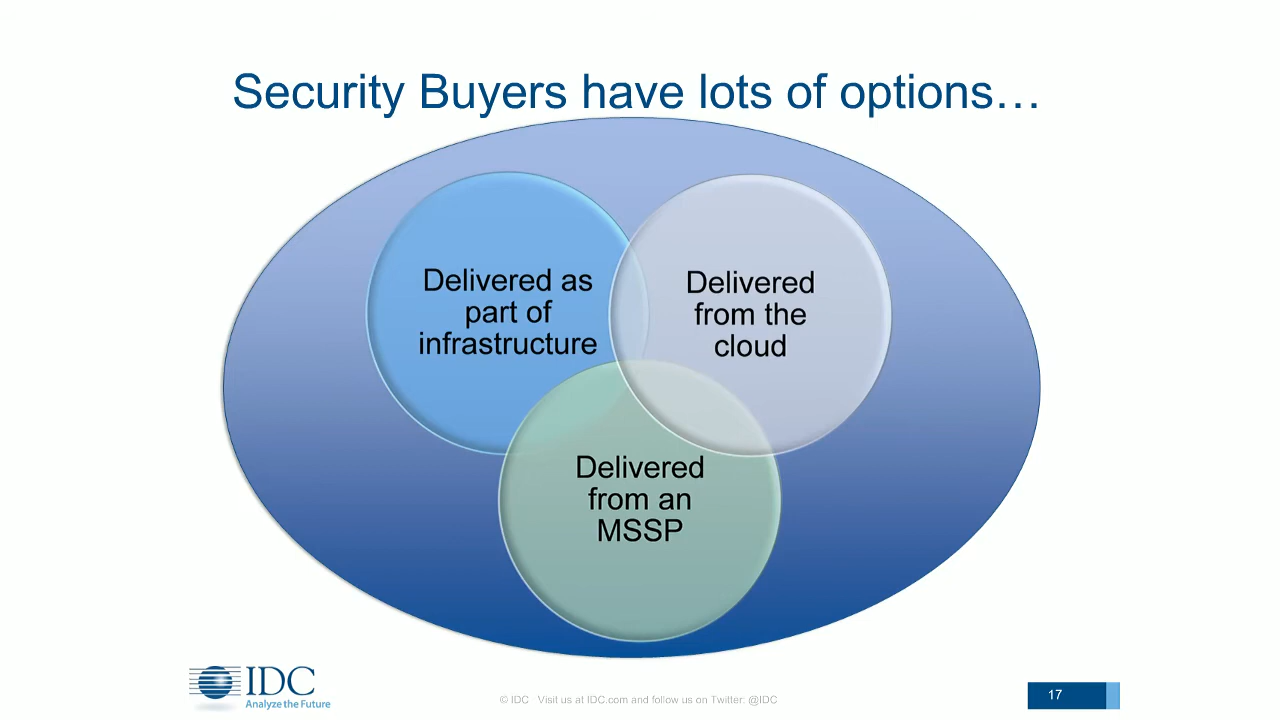 Security Buyers have lots of options…
Delivered as
part of
infrastructure
Delivered
from the
cloud
Delivered
from an
MSSP
IDC
Analyze the Future
© IDC Visit us at IDC.com and follow us on Twitter: @IDC
17